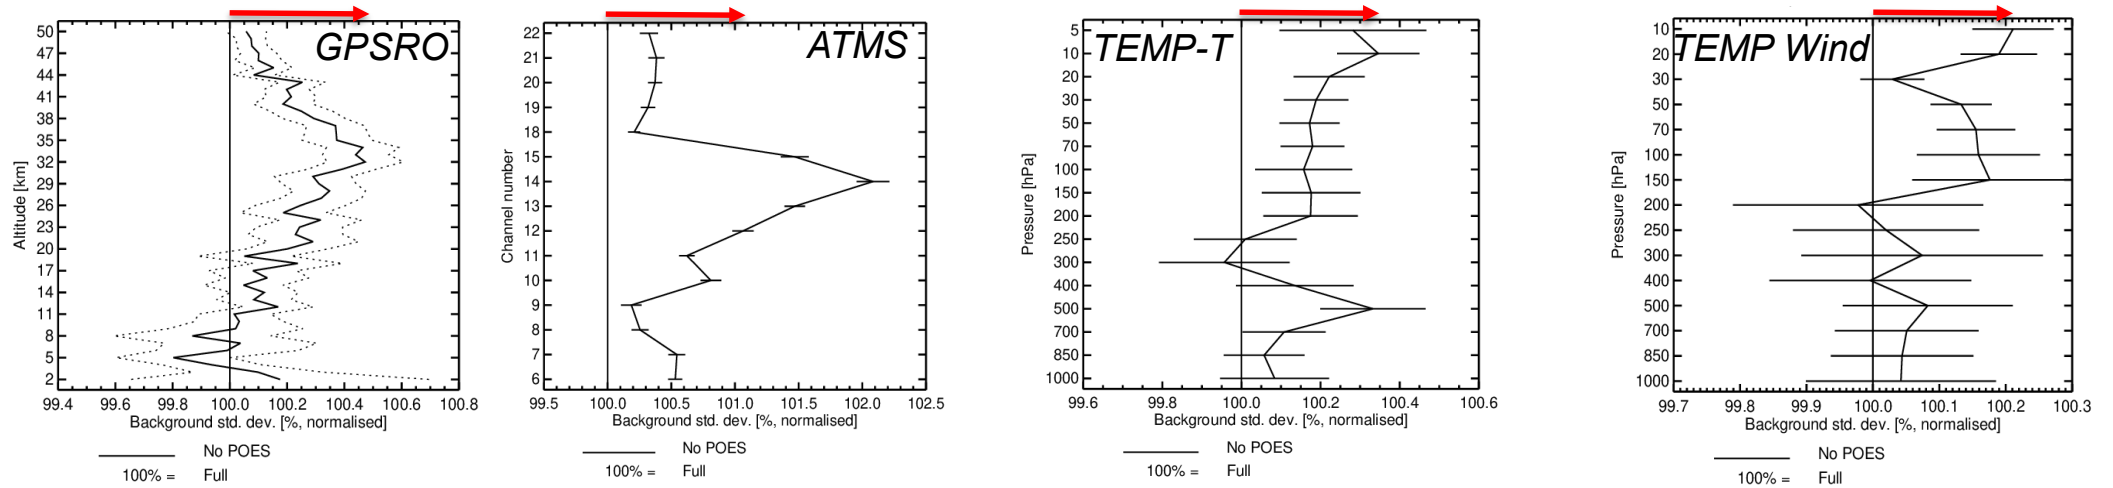 GPSRO
50
47
44
41
38
35
32
29
26
23
20
17
14
11
8
5
2
Altitude [km]
99.4 99.6 99.8 100.0 100.2 100.4 100.6 100.8
Background std. dev. [%, normalised]
No POES
100% = Full
ATMS
22
21
20
19
18
15
14
13
12
11
10
9
8
7
6
Channel number
99.5 100.0 100.5 101.0 101.5 102.0 102.5
Background std. dev. [%, normalised]
No POES
100% = Full
TEMP-T
5
10
20
30
50
70
100
150
200
250
300
400
500
700
850
1000
Pressure [hPa]
99.6 99.8 100.0 100.2 100.4 100.6
Background std. dev. [%, normalised]
No POES
100% = Full
TEMP Wind
10
20
30
50
70
100
150
200
250
300
400
500
700
850
1000
Pressure [hPa]
99.7 99.8 99.9 100.0 100.1 100.2 100.3
Background std. dev. [%, normalised]
No POES
100% = Full